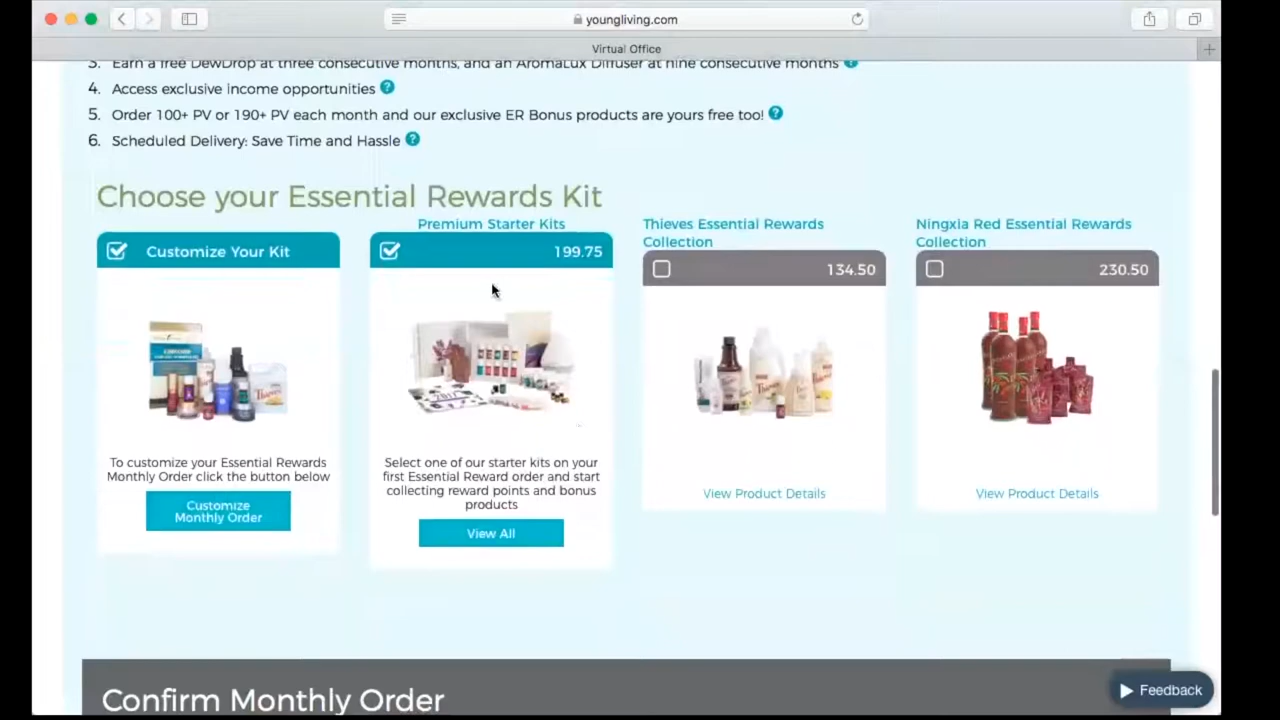 youngliving.com
Virtual Office
3. Earn a free DewDrop at three consecutive months, and an AromaLux Diffuser at nine consecutive months ?
4. Access exclusive income opportunities ?
5. Order 100+ PV or 190+ PV each month and our exclusive ER Bonus products are yours free too! ?
6. Scheduled Delivery: Save Time and Hassle ?
Choose your Essential Rewards Kit
Customize Your Kit
To customize your Essential Rewards
Monthly Order click the button below
Customize
Monthly Order
Premium Starter Kits
199.75
Select one of our starter kits on your
first Essential Reward order and start
collecting reward points and bonus
products
View All
Thieves Essential Rewards
Collection
134.50
View Product Details
Ningxia Red Essential Rewards
Collection
230.50
View Product Details
Confirm Monthly Order
Feedback